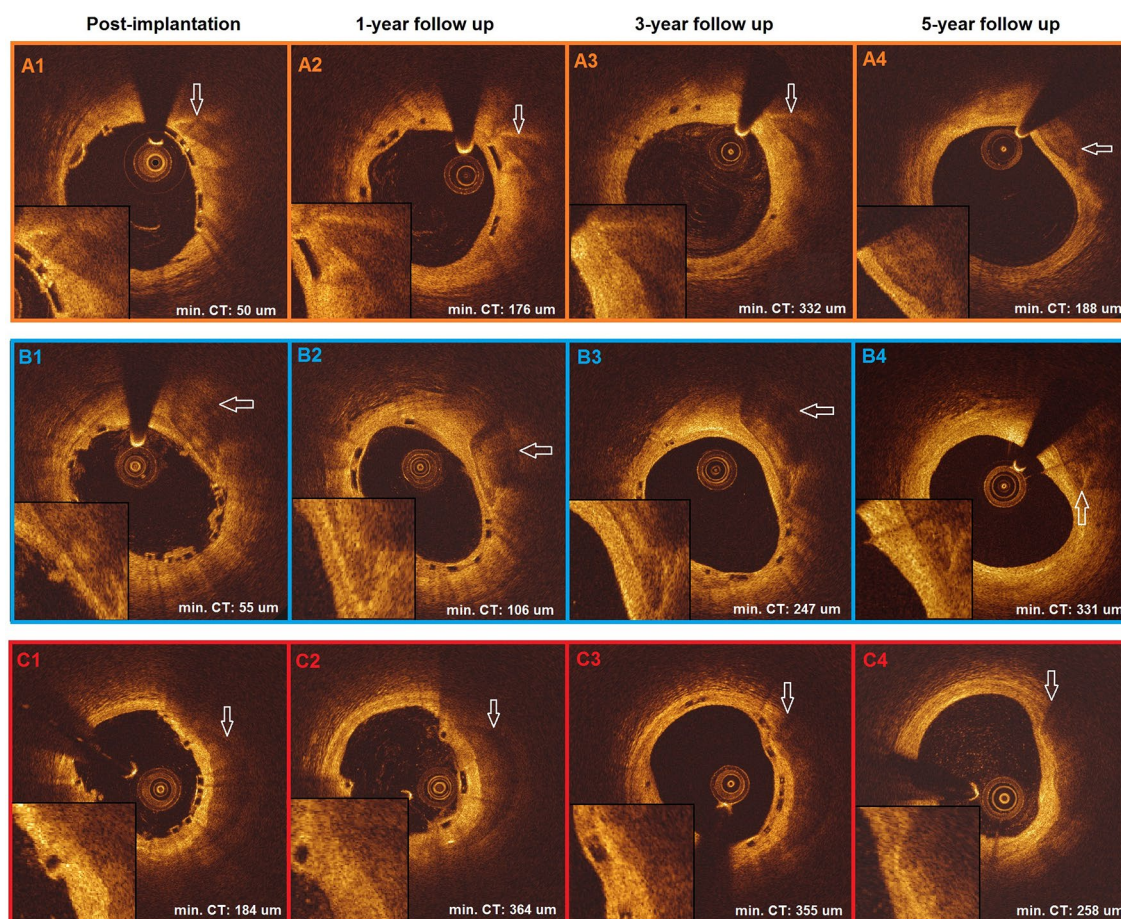 Post-implantation 1-year follow up 3-year follow up 5-year follow up
A1 A2 A3 A4
min. CT: 50 um min. CT: 176 um min. CT: 332 um min. CT: 188 um
B1 B2 B3 B4
min. CT: 55 um min. CT: 106 um min. CT: 247 um min. CT: 331 um
C1 C2 C3 C4
min. CT: 184 um min. CT: 364 um min. CT: 355 um min. CT: 258 um